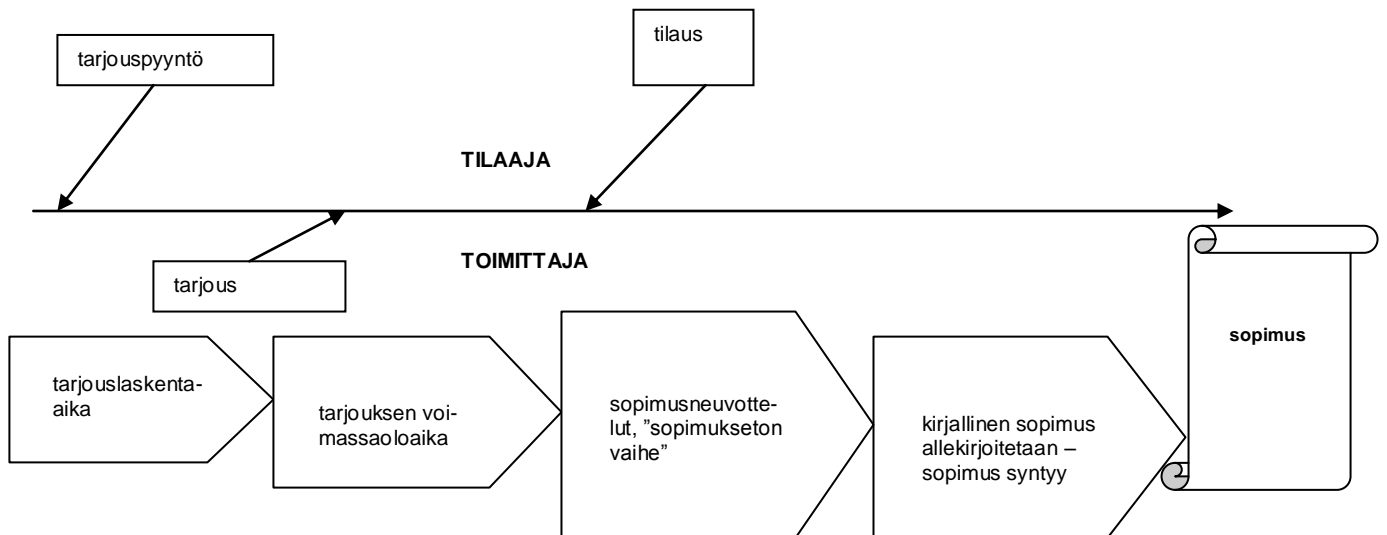 tarjouspyyntö
tilaus
TILAAJA
TOIMITTAJA
tarjous
sopimus
tarjouslaskenta-
aika
tarjouksen voi-
massaoloaika
sopimusneuvotte-
lut, ”sopimukseton
vaihe”
kirjallinen sopimus
allekirjoitetaan –
sopimus syntyy